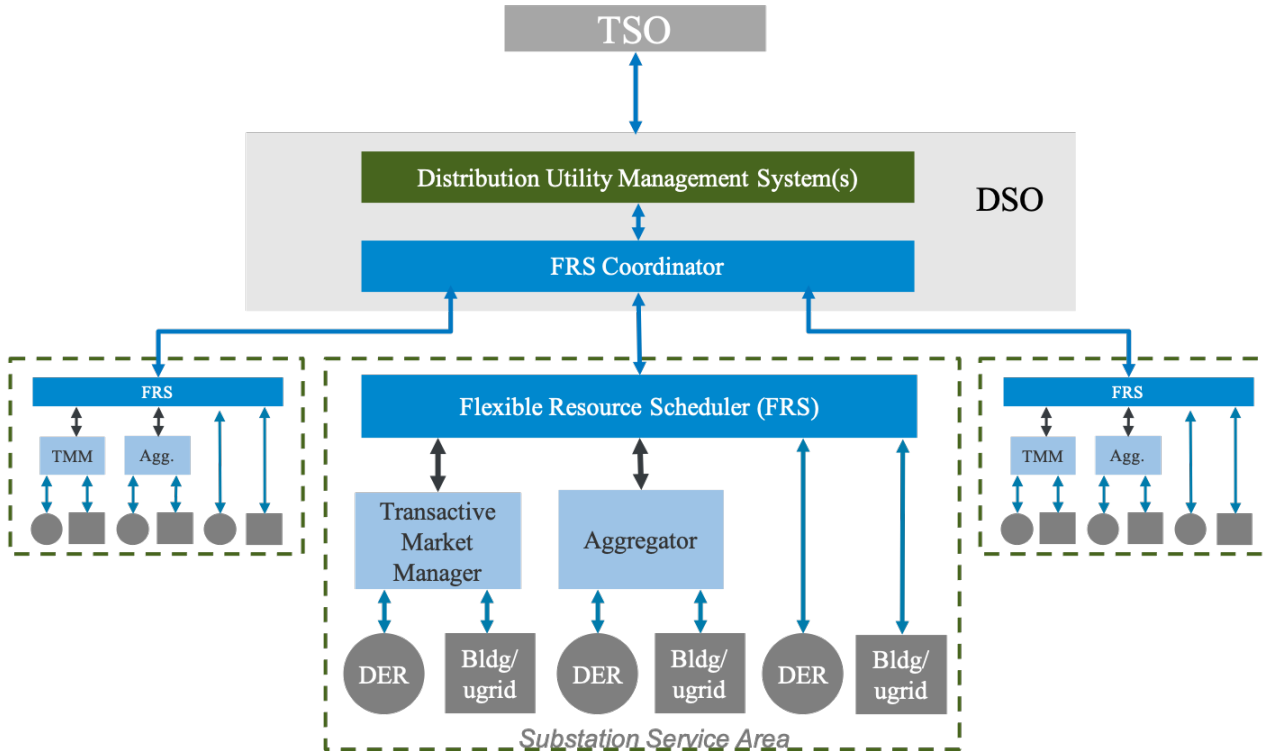 TSO
Distribution Utility Management System(s)
DSO
FRS Coordinator
FRS
TMM
Agg.
Flexible Resource Scheduler (FRS)
Transactive
Market
Manager
Aggregator
DER
Bldg/
ugrid
DER
Bldg/
ugrid
DER
Bldg/
ugrid
Substation Service Area
FRS
TMM
Agg.